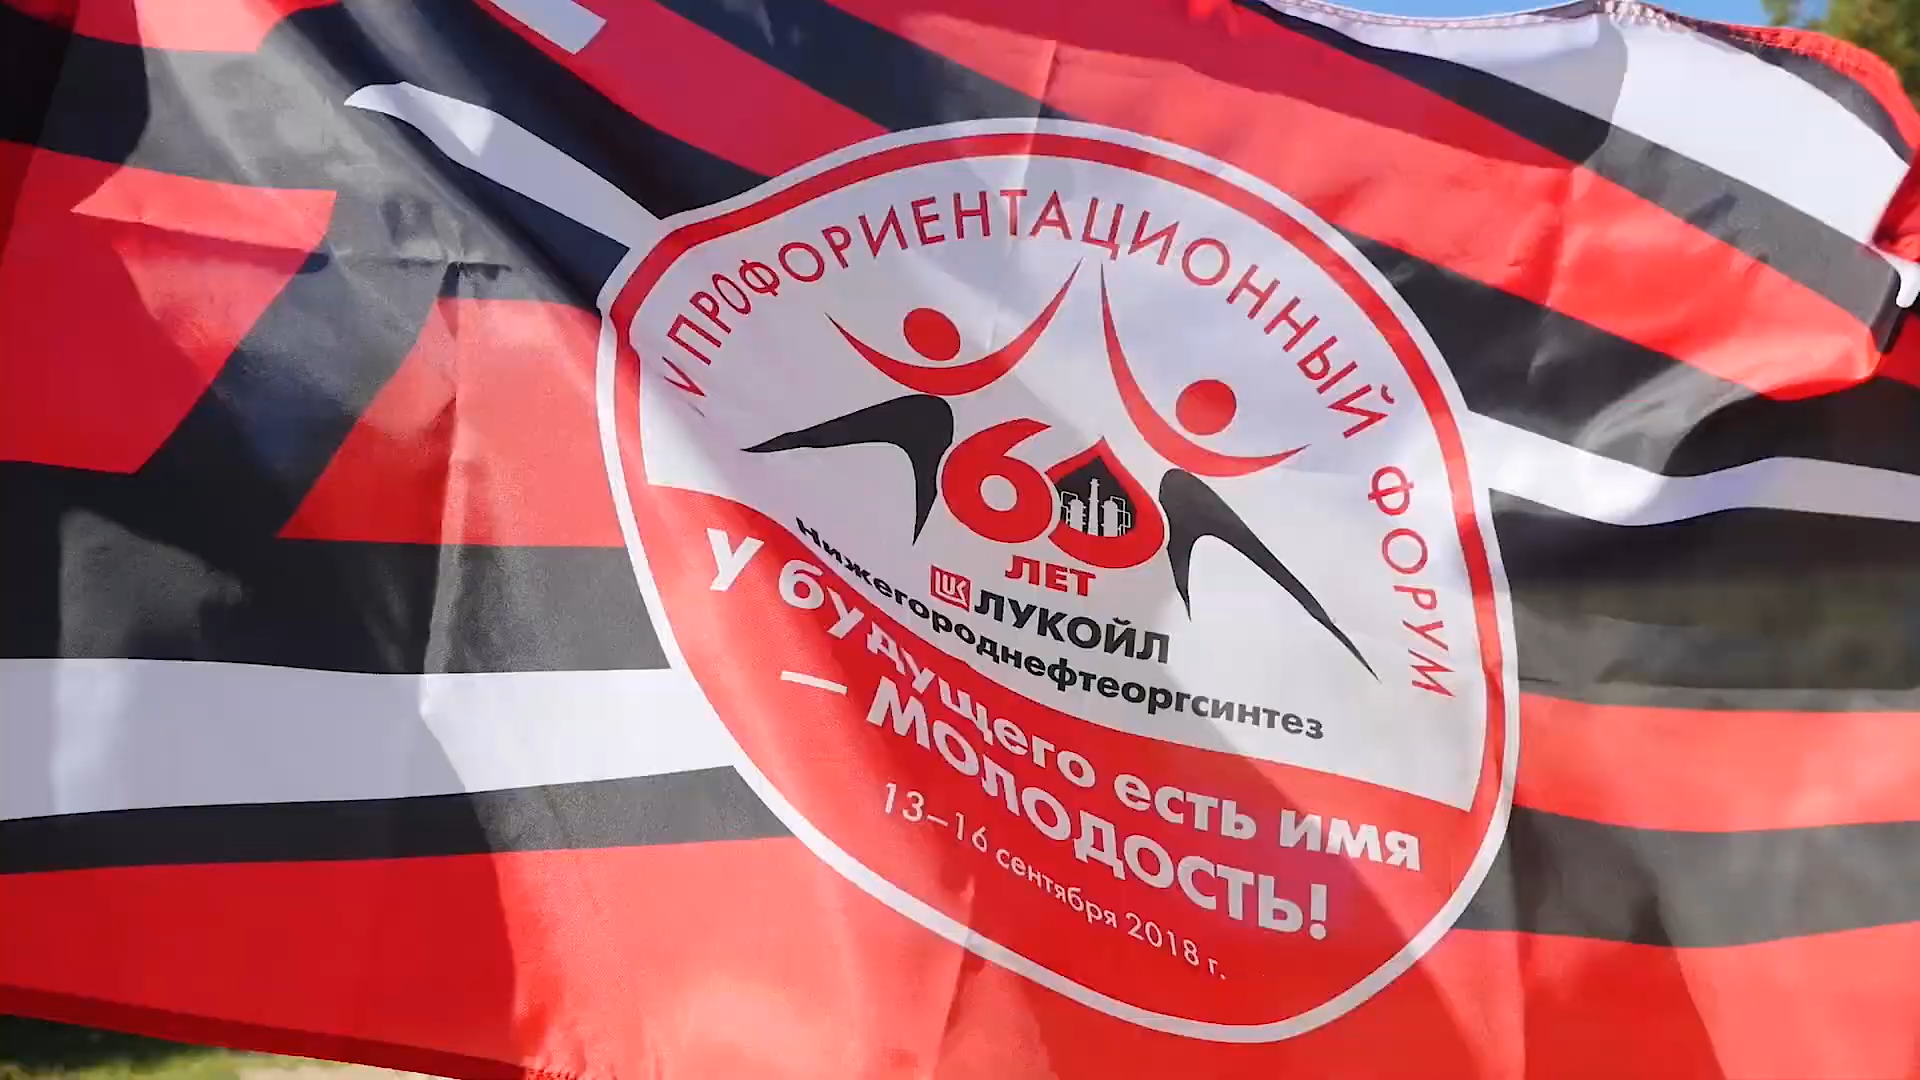 V ПРОФОРИЕНТАЦИОННЫЙ ФОРУМ
60
ЛЕТ
ЛУКОЙЛ
Нижегороднефтеоргсинтез
У будущего есть имя
— МОЛОДОСТЬ!
13–16 сентября 2018 г.